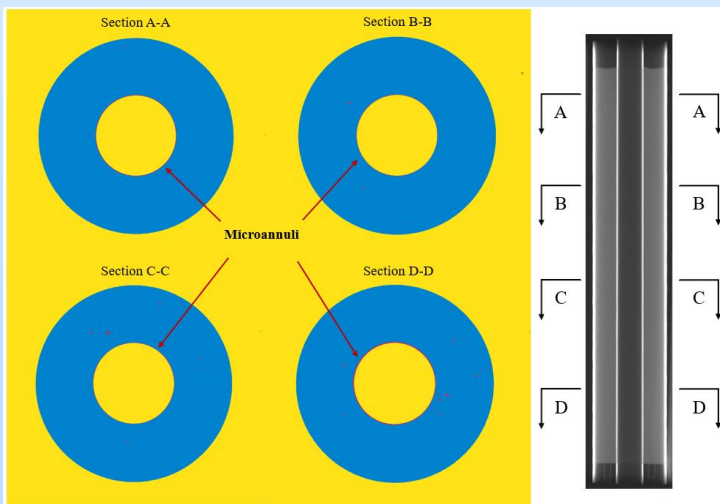 Section A-A
Section B-B
Microannuli
Section C-C
Section D-D
A
A
B
B
C
C
D
D